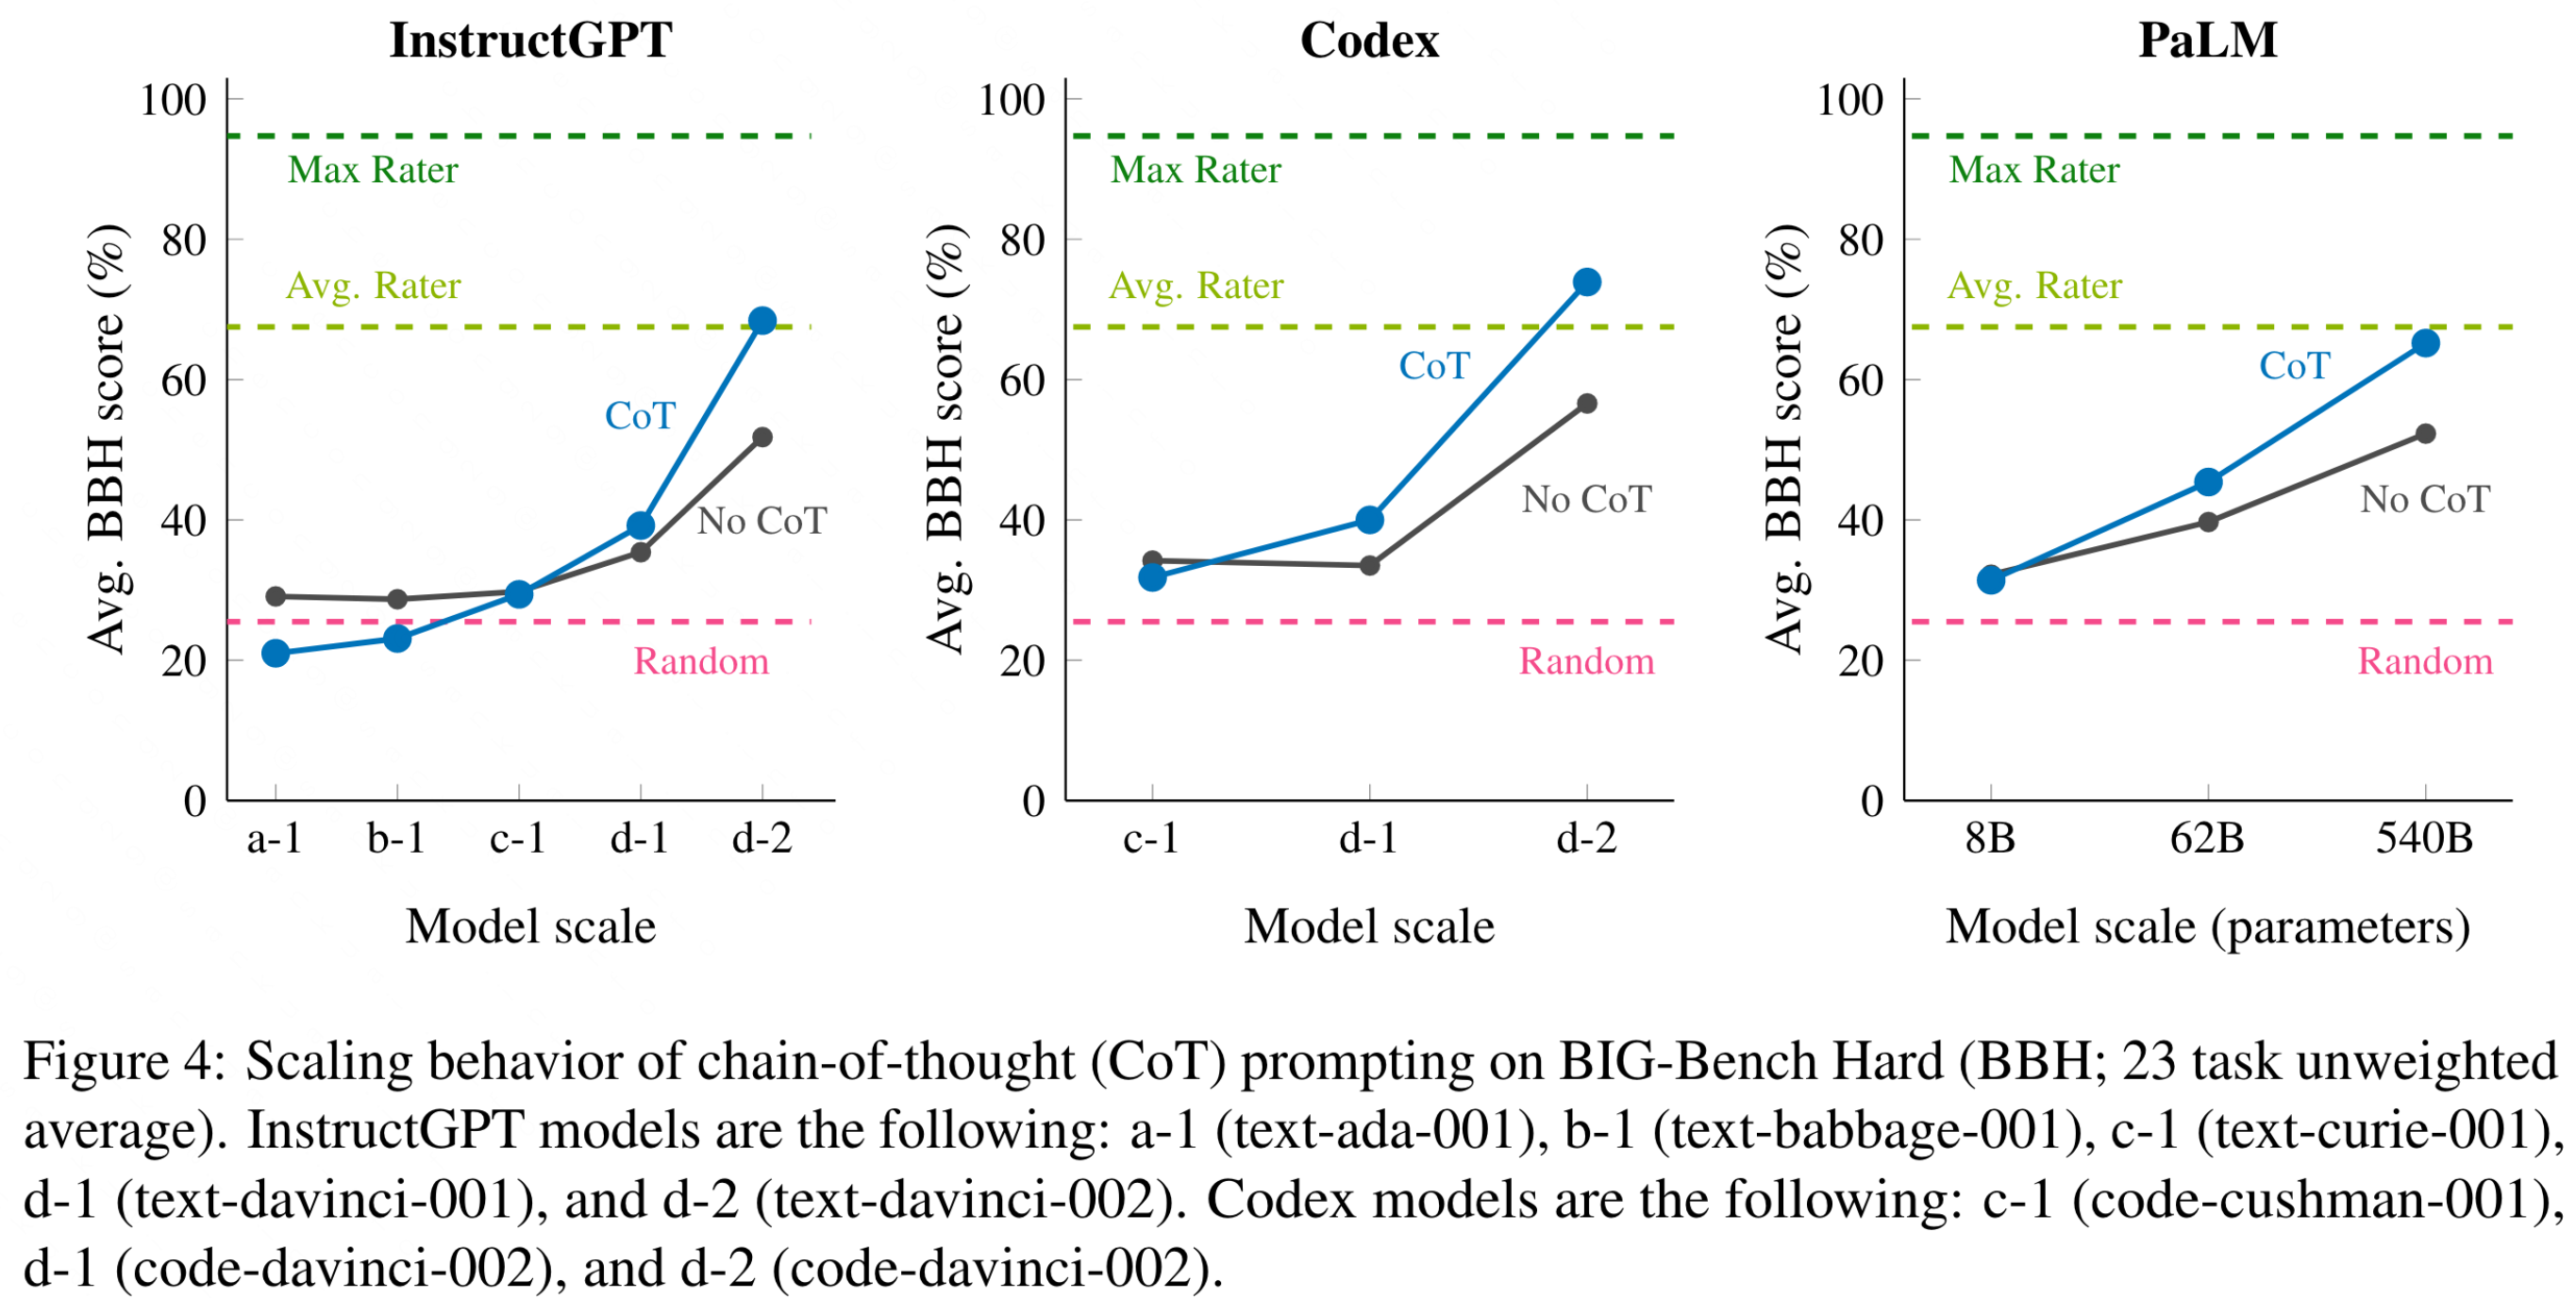 InstructGPT
100
80
60
40
20
0
Avg. BBH score (%)
Max Rater
Avg. Rater
CoT
No CoT
Random
a-1 b-1 c-1 d-1 d-2
Model scale
Codex
100
80
60
40
20
0
Avg. BBH score (%)
Max Rater
Avg. Rater
CoT
No CoT
Random
c-1 d-1 d-2
Model scale
PaLM
100
80
60
40
20
0
Avg. BBH score (%)
Max Rater
Avg. Rater
CoT
No CoT
Random
8B 62B 540B
Model scale (parameters)
Figure 4: Scaling behavior of chain-of-thought (CoT) prompting on BIG-Bench Hard (BBH; 23 task unweighted
average). InstructGPT models are the following: a-1 (text-ada-001), b-1 (text-babbage-001), c-1 (text-curie-001),
d-1 (text-davinci-001), and d-2 (text-davinci-002). Codex models are the following: c-1 (code-cushman-001),
d-1 (code-davinci-002), and d-2 (code-davinci-002).